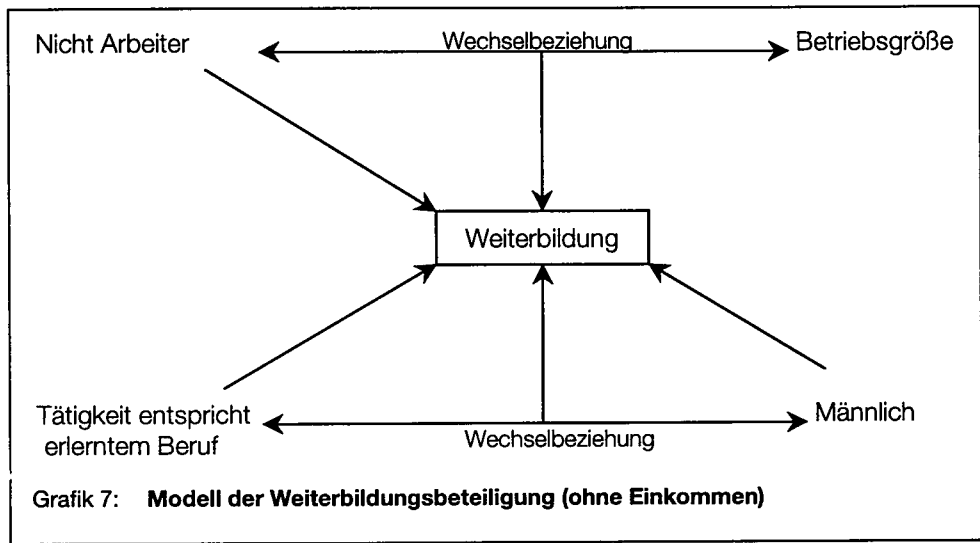 Nicht Arbeiter Wechselbeziehung Betriebsgröße
Weiterbildung
Tätigkeit entspricht Männlich
erlerntem Beruf Wechselbeziehung
Grafik 7: Modell der Weiterbildungsbeteiligung (ohne Einkommen)